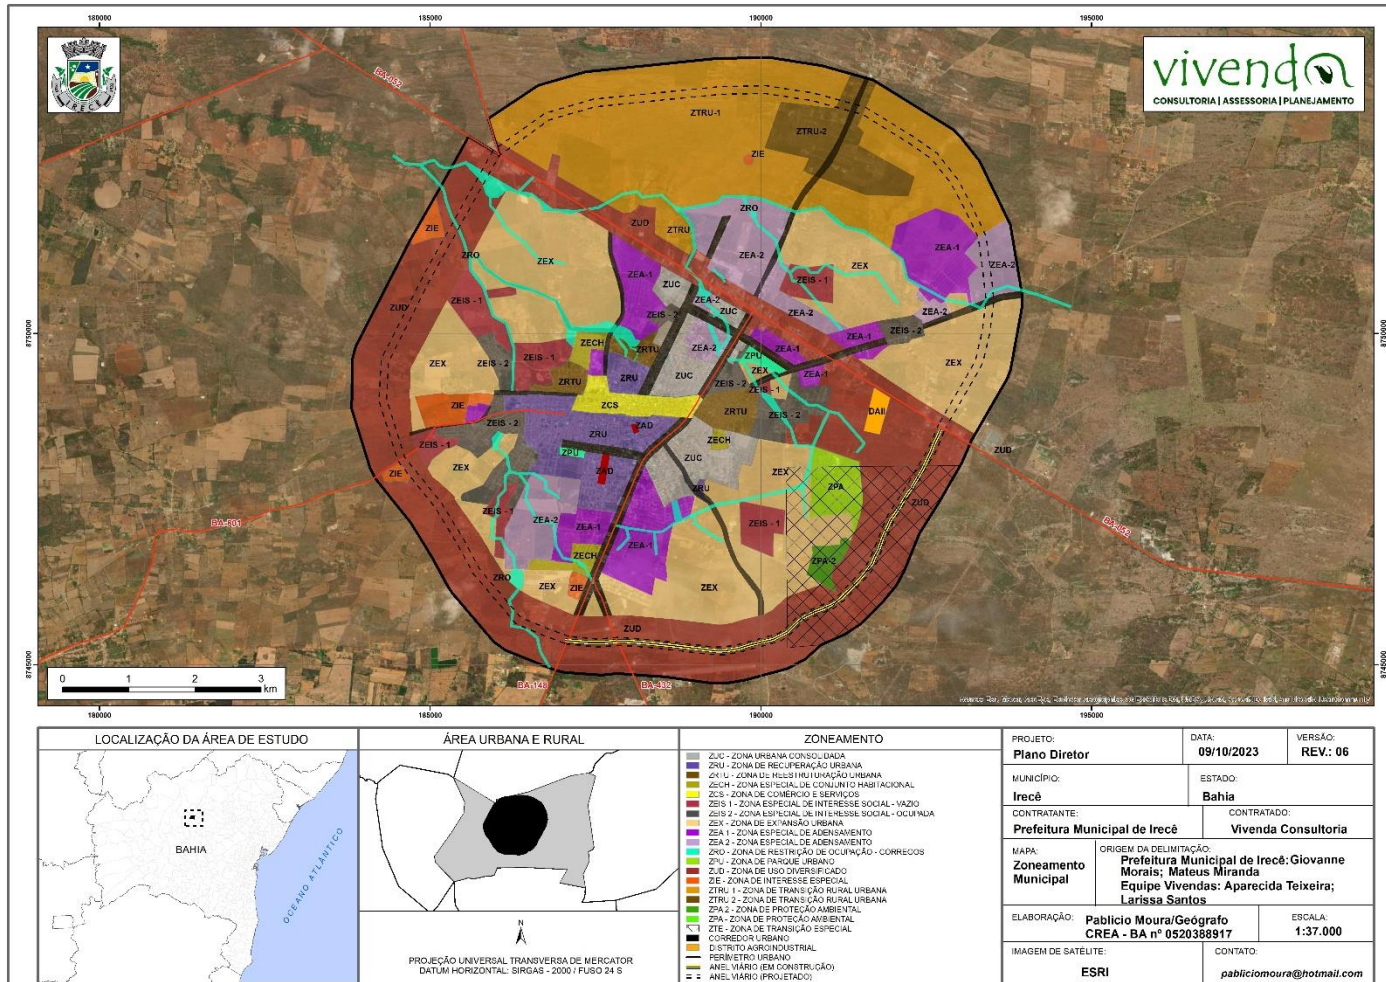 180000
185000
190000
195000
IRECÊ
vivenda
CONSULTORIA | ASSESSORIA | PLANEJAMENTO
BA-052
ZTRU-1
ZTRU-2
ZIE
ZRO
ZUD
ZTRU
ZIE
ZRO
ZEX
ZEA-1
ZEA-2
ZEX
ZEA-1
ZEA-2
ZUC
ZEIS - 1
ZEIS - 1
ZEA-2
ZUC
ZEA-2
ZEA-2
ZUD
ZEIS - 2
8750000
8750000
ZEIS - 2
ZEA-1
ZECH
ZRTU
ZEA-2
ZPU
ZEA-1
ZEX
ZEIS - 2
ZEIS - 1
ZEX
ZEX
ZRTU
ZRU
ZUC
ZEIS - 2
ZEIS - 1
ZEA-1
ZIE
ZCS
ZRTU
ZEIS - 2
DAII
ZEIS - 2
ZRU
ZAD
ZECH
ZEIS - 1
ZPU
ZUC
ZUD
ZEX
ZAD
ZEX
ZIE
ZRU
ZPA
ZUD
BA-052
ZEIS - 1
ZEA-2
ZEA-1
ZEIS - 1
ZEA-1
ZECH
ZPA-2
ZRO
ZEX
ZIE
ZEX
ZUD
8745000
8745000
0 1 2 3
km
BA-148
BA-432
180000
185000
190000
195000
LOCALIZAÇÃO DA ÁREA DE ESTUDO
BAHIA
OCEANO ATLÂNTICO
ÁREA URBANA E RURAL
N
PROJEÇÃO UNIVERSAL TRANSVERSA DE MERCATOR
DATUM HORIZONTAL: SIRGAS - 2000 / FUSO 24 S
ZONEAMENTO
ZUC - ZONA URBANA CONSOLIDADA
ZRU - ZONA DE RECUPERAÇÃO URBANA
ZRTU - ZONA DE REESTRUTURAÇÃO URBANA
ZECH - ZONA ESPECIAL DE CONJUNTO HABITACIONAL
ZCS - ZONA DE COMÉRCIO E SERVIÇOS
ZEIS 1 - ZONA ESPECIAL DE INTERESSE SOCIAL - VAZIO
ZEIS 2 - ZONA ESPECIAL DE INTERESSE SOCIAL - OCUPADA
ZEX - ZONA DE EXPANSÃO URBANA
ZEA 1 - ZONA ESPECIAL DE ADENSAMENTO
ZEA 2 - ZONA ESPECIAL DE ADENSAMENTO
ZRO - ZONA DE RESTRIÇÃO DE OCUPAÇÃO - CORREGOS
ZPU - ZONA DE PARQUE URBANO
ZUD - ZONA DE USO DIVERSIFICADO
ZIE - ZONA DE INTERESSE ESPECIAL
ZTRU 1 - ZONA DE TRANSIÇÃO RURAL URBANA
ZTRU 2 - ZONA DE TRANSIÇÃO RURAL URBANA
ZPA 2 - ZONA DE PROTEÇÃO AMBIENTAL
ZPA - ZONA DE PROTEÇÃO AMBIENTAL
ZTE - ZONA DE TRANSIÇÃO ESPECIAL
CORREDOR URBANO
DISTRITO AGROINDUSTRIAL
PERÍMETRO URBANO
ANEL VIÁRIO (EM CONSTRUÇÃO)
ANEL VIÁRIO (PROJETADO)
PROJETO:
Plano Diretor
DATA:
09/10/2023
VERSÃO:
REV.: 06
MUNICÍPIO:
Irecê
ESTADO:
Bahia
CONTRATANTE:
Prefeitura Municipal de Irecê
CONTRATADO:
Vivenda Consultoria
MAPA:
Zoneamento
Municipal
ORIGEM DA DELIMITAÇÃO:
Prefeitura Municipal de Irecê: Giovanne
Morais; Mateus Miranda
Equipe Vivendas: Aparecida Teixeira;
Larissa Santos
ELABORAÇÃO: Pablicio Moura/Geógrafo
CREA - BA nº 0520388917
ESCALA:
1:37.000
IMAGEM DE SATÉLITE:
ESRI
CONTATO:
pabliciomoura@hotmail.com